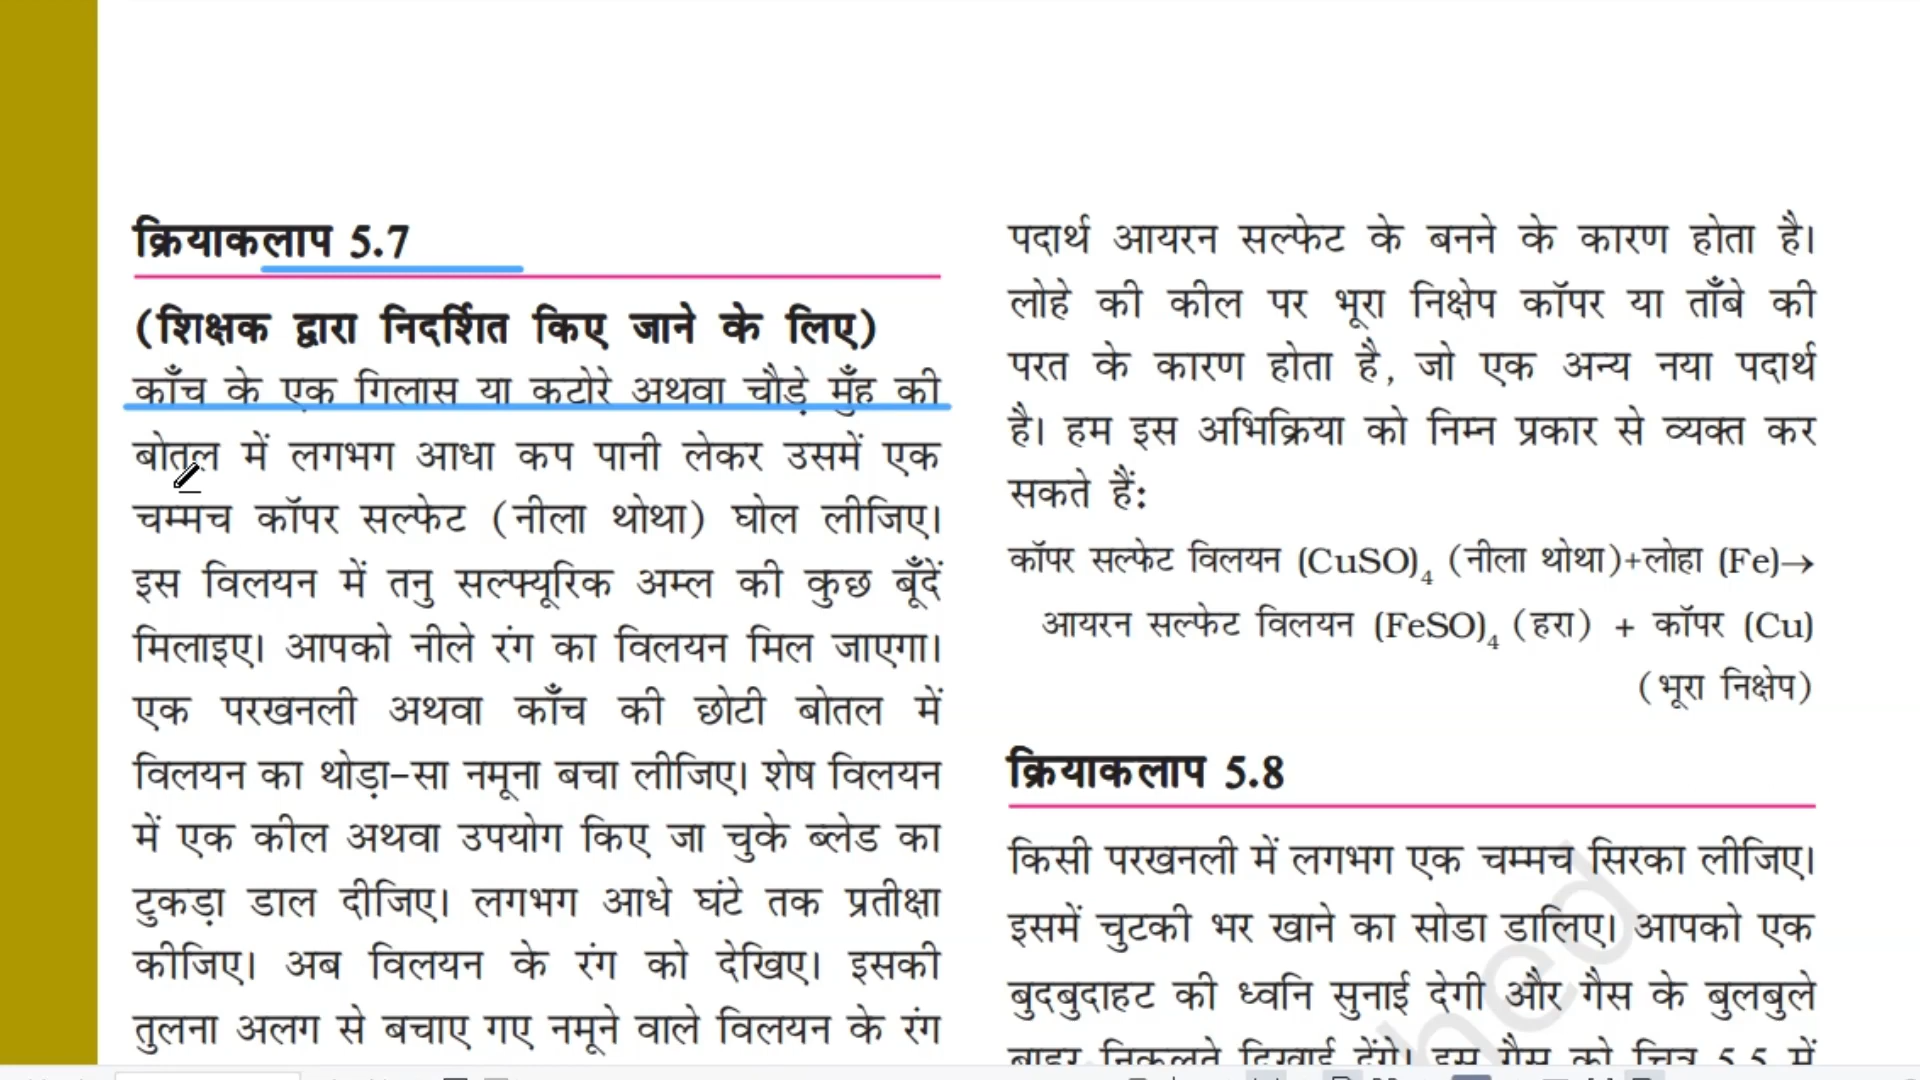 क्रियाकलाप 5.7
(शिक्षक द्वारा निदर्शित किए जाने के लिए)
काँच के एक गिलास या कटोरे अथवा चौड़े मुँह की
बोतल में लगभग आधा कप पानी लेकर उसमें एक
चम्मच कॉपर सल्फेट (नीला थोथा) घोल लीजिए।
इस विलयन में तनु सल्फ्यूरिक अम्ल की कुछ बूँदें
मिलाइए। आपको नीले रंग का विलयन मिल जाएगा।
एक परखनली अथवा काँच की छोटी बोतल में
विलयन का थोड़ा-सा नमूना बचा लीजिए। शेष विलयन
में एक कील अथवा उपयोग किए जा चुके ब्लेड का
टुकड़ा डाल दीजिए। लगभग आधे घंटे तक प्रतीक्षा
कीजिए। अब विलयन के रंग को देखिए। इसकी
तुलना अलग से बचाए गए नमूने वाले विलयन के रंग
पदार्थ आयरन सल्फेट के बनने के कारण होता है।
लोहे की कील पर भूरा निक्षेप कॉपर या ताँबे की
परत के कारण होता है, जो एक अन्य नया पदार्थ
है। हम इस अभिक्रिया को निम्न प्रकार से व्यक्त कर
सकते हैं:
कॉपर सल्फेट विलयन (CuSO)₄ (नीला थोथा)+लोहा (Fe)→
आयरन सल्फेट विलयन (FeSO)₄ (हरा) + कॉपर (Cu)
(भूरा निक्षेप)
क्रियाकलाप 5.8
किसी परखनली में लगभग एक चम्मच सिरका लीजिए।
इसमें चुटकी भर खाने का सोडा डालिए। आपको एक
बुदबुदाहट की ध्वनि सुनाई देगी और गैस के बुलबुले
बाहर निकलते दिखाई देंगे। इस गैस को चित्र 5.5 में